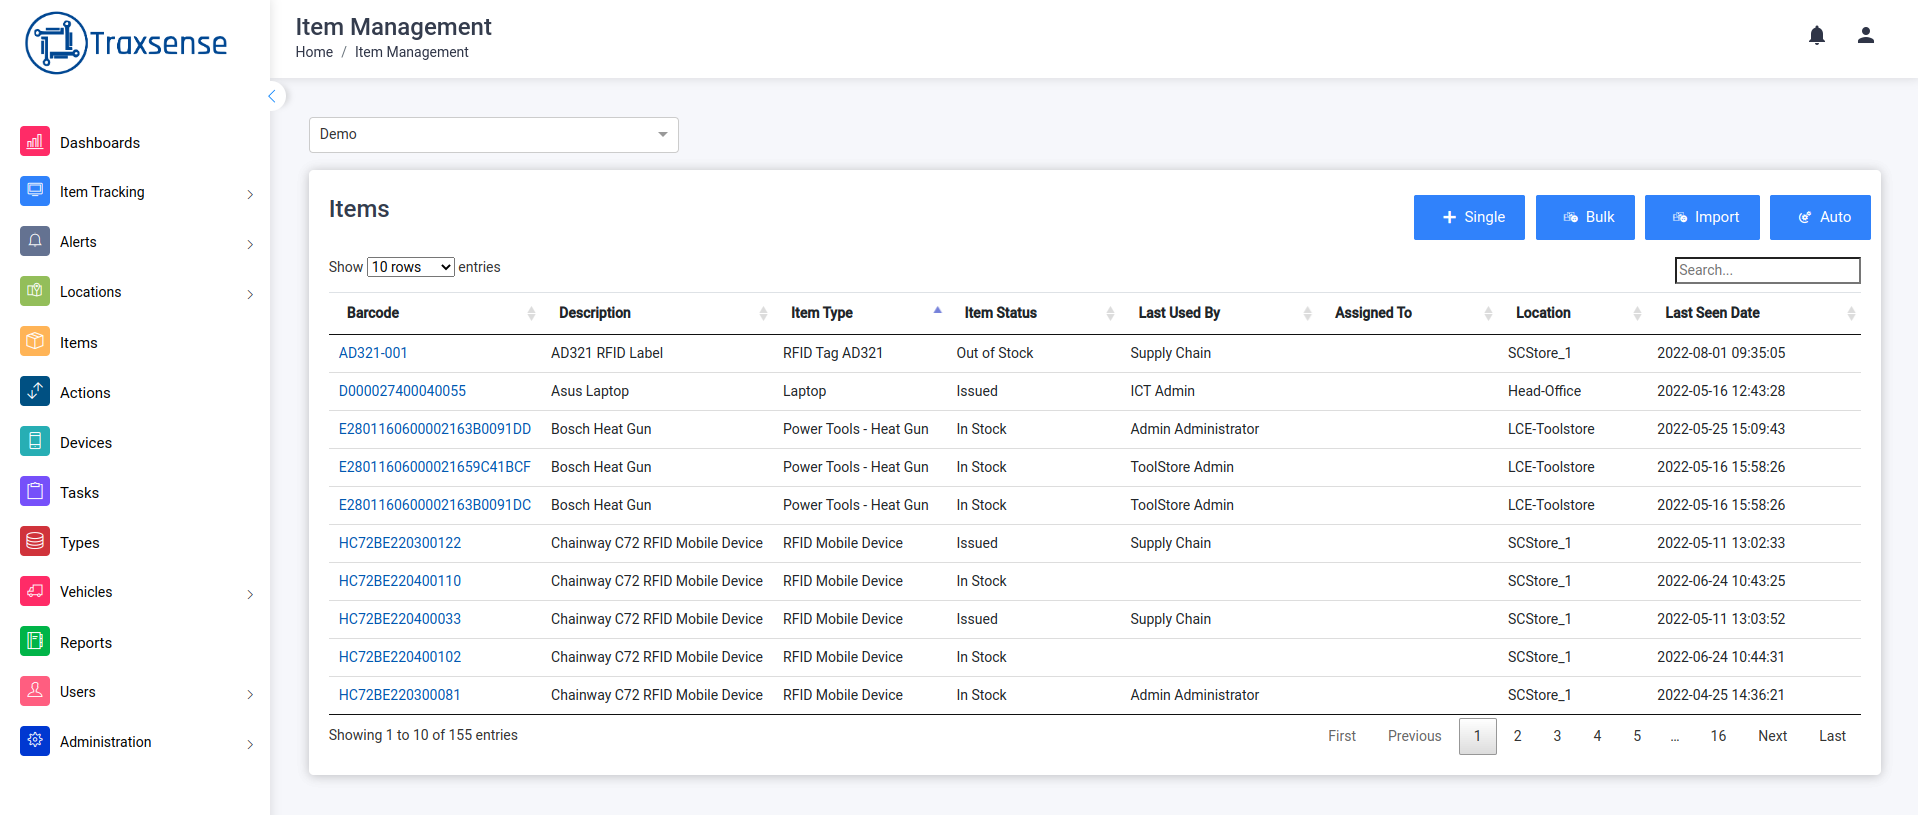 Traxsense
Item Management
Home / Item Management
Dashboards
Item Tracking
Alerts
Locations
Items
Actions
Devices
Tasks
Types
Vehicles
Reports
Users
Administration
Demo
Items
Single Bulk Import Auto
Show 10 rows entries
Search...
Barcode Description Item Type Item Status Last Used By Assigned To Location Last Seen Date
AD321-001 AD321 RFID Label RFID Tag AD321 Out of Stock Supply Chain SCStore_1 2022-08-01 09:35:05
D000027400040055 Asus Laptop Laptop Issued ICT Admin Head-Office 2022-05-16 12:43:28
E2801160600002163B0091DD Bosch Heat Gun Power Tools - Heat Gun In Stock Admin Administrator LCE-Toolstore 2022-05-25 15:09:43
E28011606000021659C41BCF Bosch Heat Gun Power Tools - Heat Gun In Stock ToolStore Admin LCE-Toolstore 2022-05-16 15:58:26
E2801160600002163B0091DC Bosch Heat Gun Power Tools - Heat Gun In Stock ToolStore Admin LCE-Toolstore 2022-05-16 15:58:26
HC72BE220300122 Chainway C72 RFID Mobile Device RFID Mobile Device Issued Supply Chain SCStore_1 2022-05-11 13:02:33
HC72BE220400110 Chainway C72 RFID Mobile Device RFID Mobile Device In Stock SCStore_1 2022-06-24 10:43:25
HC72BE220400033 Chainway C72 RFID Mobile Device RFID Mobile Device Issued Supply Chain SCStore_1 2022-05-11 13:03:52
HC72BE220400102 Chainway C72 RFID Mobile Device RFID Mobile Device In Stock SCStore_1 2022-06-24 10:44:31
HC72BE220300081 Chainway C72 RFID Mobile Device RFID Mobile Device In Stock Admin Administrator SCStore_1 2022-04-25 14:36:21
Showing 1 to 10 of 155 entries
First Previous 1 2 3 4 5 ... 16 Next Last